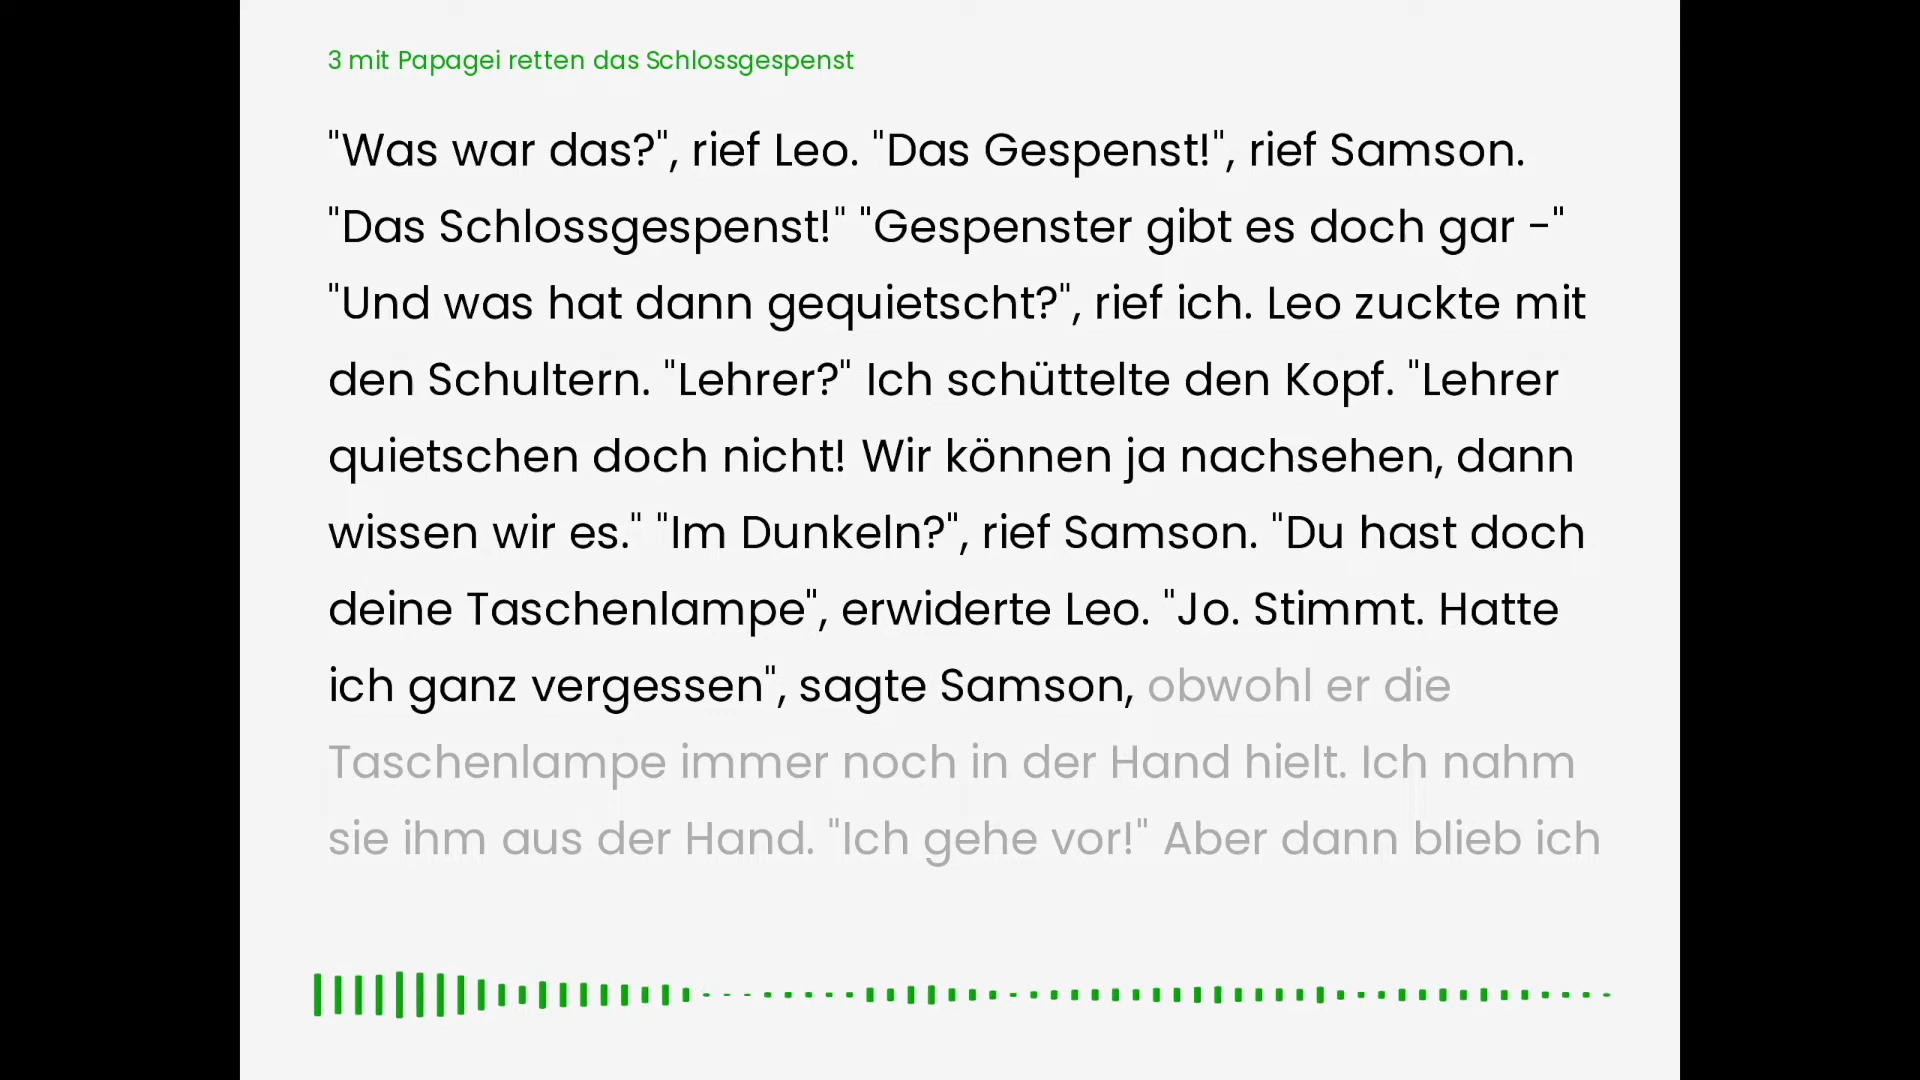 3 mit Papagei retten das Schlossgespenst
"Was war das?", rief Leo. "Das Gespenst!", rief Samson.
"Das Schlossgespenst!" "Gespenster gibt es doch gar -"
"Und was hat dann gequietscht?", rief ich. Leo zuckte mit
den Schultern. "Lehrer?" Ich schüttelte den Kopf. "Lehrer
quietschen doch nicht! Wir können ja nachsehen, dann
wissen wir es." "Im Dunkeln?", rief Samson. "Du hast doch
deine Taschenlampe", erwiderte Leo. "Jo. Stimmt. Hatte
ich ganz vergessen", sagte Samson, obwohl er die
Taschenlampe immer noch in der Hand hielt. Ich nahm
sie ihm aus der Hand. "Ich gehe vor!" Aber dann blieb ich